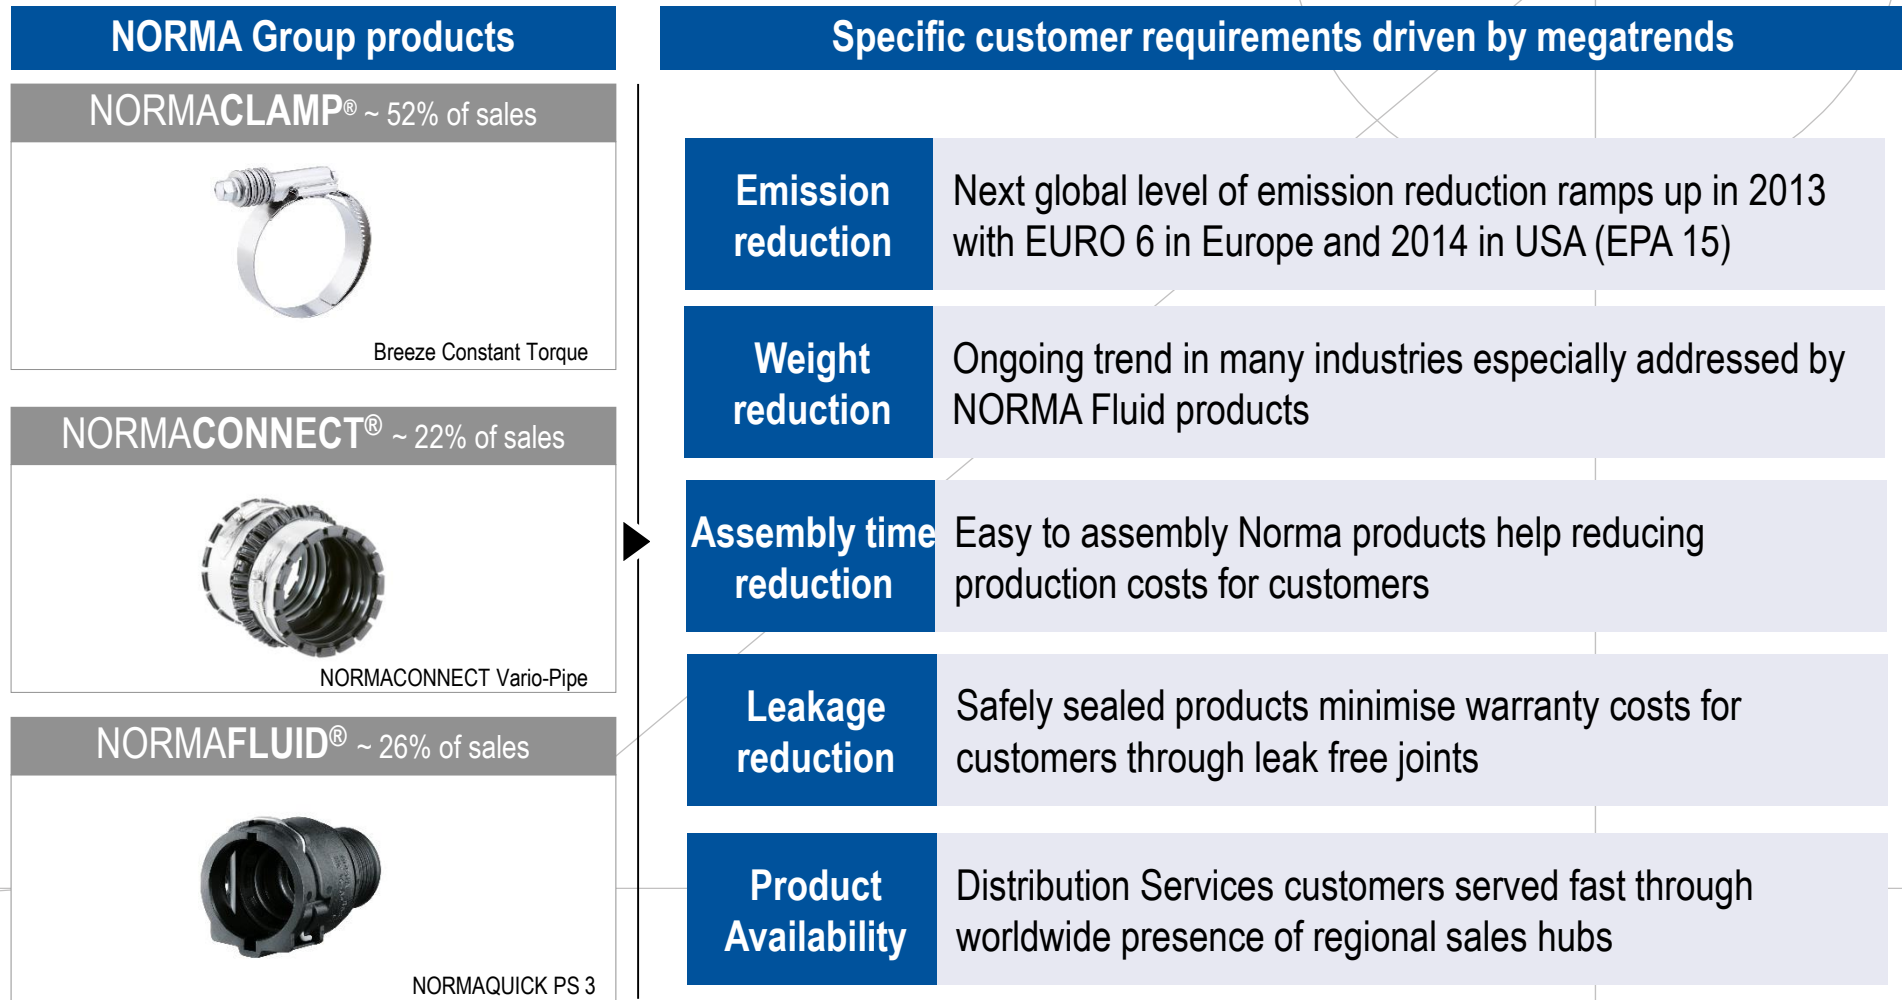 NORMA Group products
NORMACLAMP® ~ 52% of sales
Breeze Constant Torque
NORMACONNECT® ~ 22% of sales
NORMACONNECT Vario-Pipe
NORMAFLUID® ~ 26% of sales
NORMAQUICK PS 3
Specific customer requirements driven by megatrends
Emission
reduction
Next global level of emission reduction ramps up in 2013
with EURO 6 in Europe and 2014 in USA (EPA 15)
Weight
reduction
Ongoing trend in many industries especially addressed by
NORMA Fluid products
Assembly time
reduction
Easy to assembly Norma products help reducing
production costs for customers
Leakage
reduction
Safely sealed products minimise warranty costs for
customers through leak free joints
Product
Availability
Distribution Services customers served fast through
worldwide presence of regional sales hubs